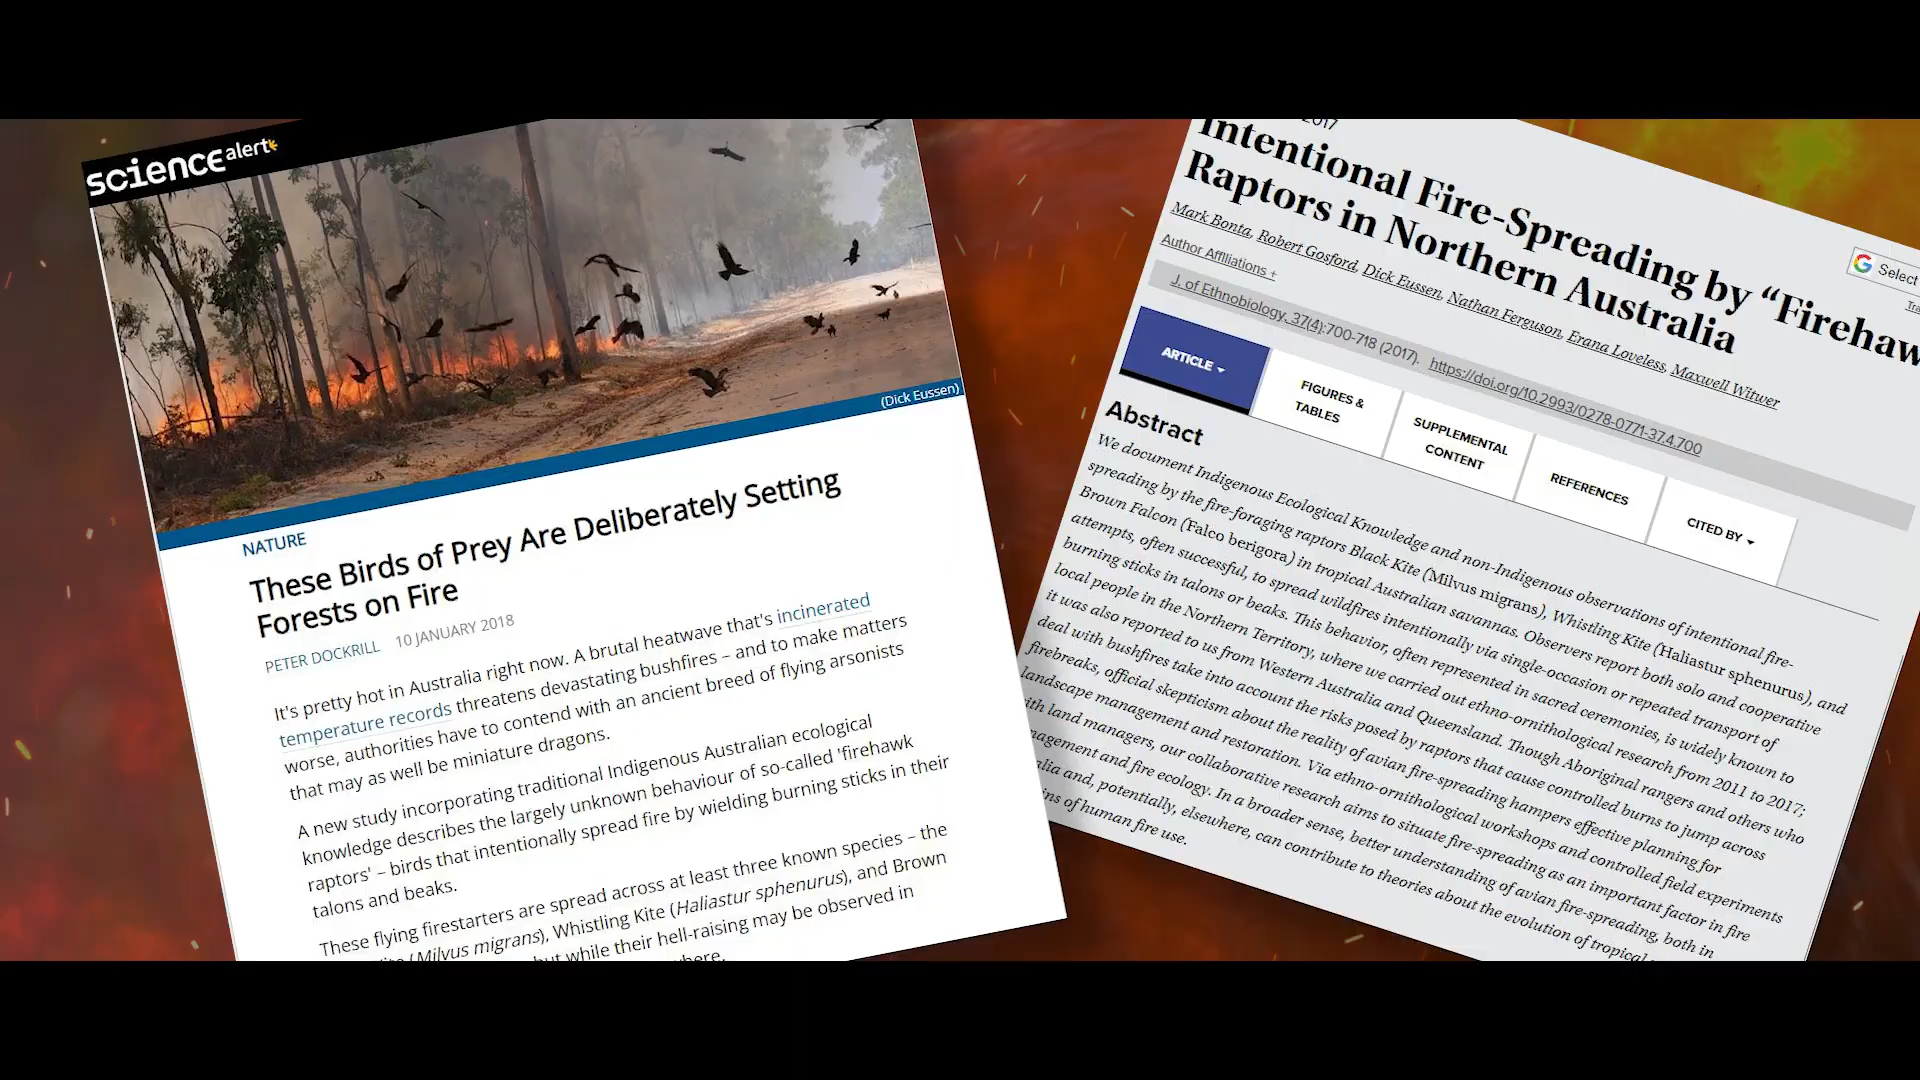 sciencealert
(Dick Eussen)
NATURE
These Birds of Prey Are Deliberately Setting
Forests on Fire
PETER DOCKRILL 10 JANUARY 2018
It's pretty hot in Australia right now. A brutal heatwave that's incinerated
temperature records threatens devastating bushfires – and to make matters
worse, authorities have to contend with an ancient breed of flying arsonists
that may as well be miniature dragons.
A new study incorporating traditional Indigenous Australian ecological
knowledge describes the largely unknown behaviour of so-called 'firehawk
raptors' – birds that intentionally spread fire by wielding burning sticks in their
talons and beaks.
These flying firestarters are spread across at least three known species – the
(Milvus migrans), Whistling Kite (Haliastur sphenurus), and Brown
but while their hell-raising may be observed in
2017
Intentional Fire-Spreading by “Firehaw
Raptors in Northern Australia
Mark Bonta, Robert Gosford, Dick Eussen, Nathan Ferguson, Erana Loveless, Maxwell Witwer
Author Affiliations +
J. of Ethnobiology, 37(4):700-718 (2017). https://doi.org/10.2993/0278-0771-37.4.700
Select
ARTICLE
FIGURES &
TABLES
SUPPLEMENTAL
CONTENT
REFERENCES
CITED BY
Abstract
We document Indigenous Ecological Knowledge and non-Indigenous observations of intentional fire-
spreading by the fire-foraging raptors Black Kite (Milvus migrans), Whistling Kite (Haliastur sphenurus), and
Brown Falcon (Falco berigora) in tropical Australian savannas. Observers report both solo and cooperative
attempts, often successful, to spread wildfires intentionally via single-occasion or repeated transport of
burning sticks in talons or beaks. This behavior, often represented in sacred ceremonies, is widely known to
local people in the Northern Territory, where we carried out ethno-ornithological research from 2011 to 2017;
it was also reported to us from Western Australia and Queensland. Though Aboriginal rangers and others who
deal with bushfires take into account the risks posed by raptors that cause controlled burns to jump across
firebreaks, official skepticism about the reality of avian fire-spreading hampers effective planning for
landscape management and restoration. Via ethno-ornithological workshops and controlled field experiments
with land managers, our collaborative research aims to situate fire-spreading as an important factor in fire
nagement and fire ecology. In a broader sense, better understanding of avian fire-spreading, both in
alia and, potentially, elsewhere, can contribute to theories about the evolution of tropical
ins of human fire use.